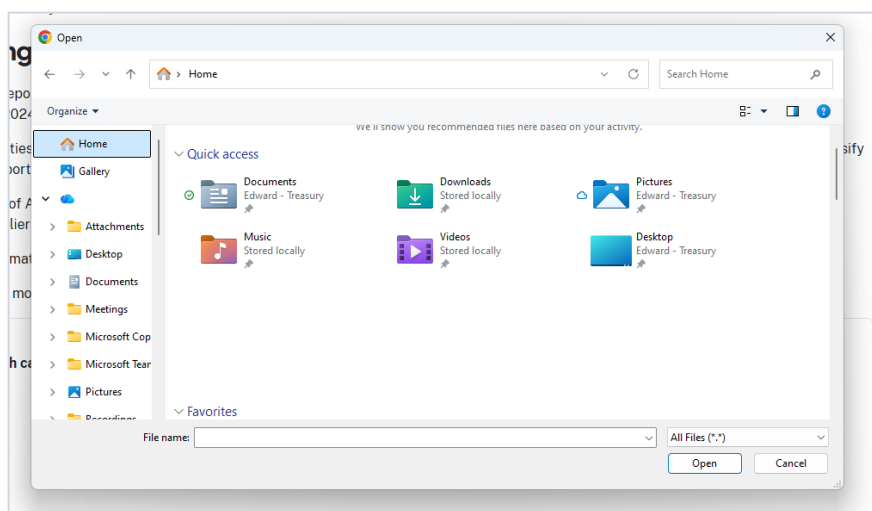 Open
Home
Search Home
Organize
We'll show you recommended files here based on your activity.
Home
Gallery
Attachments
Desktop
Documents
Meetings
Microsoft Cop
Microsoft Tear
Pictures
Quick access
Documents
Edward - Treasury
Downloads
Stored locally
Pictures
Edward - Treasury
Music
Stored locally
Videos
Stored locally
Desktop
Edward - Treasury
Favorites
File name:
All Files (*.*)
Open
Cancel